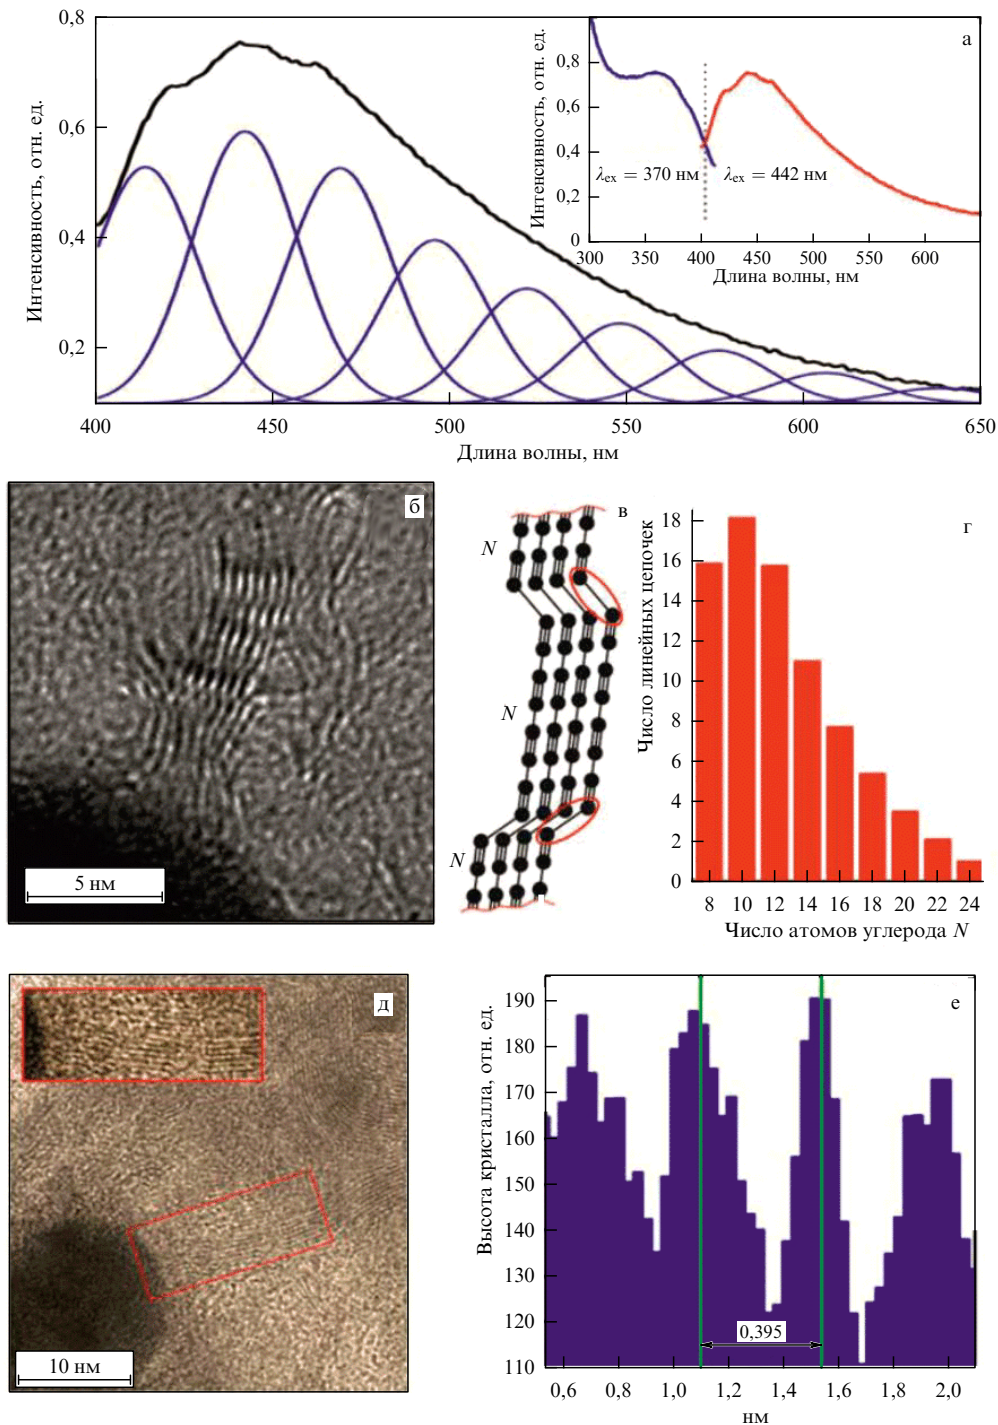 0,8
0,6
0,4
0,2
Интенсивность, отн. ед.
400 450 500 550 600 650
Длина волны, нм
а
0,8
0,6
0,4
0,2
0
Интенсивность, отн. ед.
λex = 370 нм
λex = 442 нм
300 350 400 450 500 550 600
Длина волны, нм
б
5 нм
в
N
N
N
г
18
16
14
12
10
8
6
4
2
0
Число линейных цепочек
8 10 12 14 16 18 20 22 24
Число атомов углерода N
д
10 нм
е
190
180
170
160
150
140
130
120
110
Высота кристалла, отн. ед.
0,395
0,6 0,8 1,0 1,2 1,4 1,6 1,8 2,0
нм